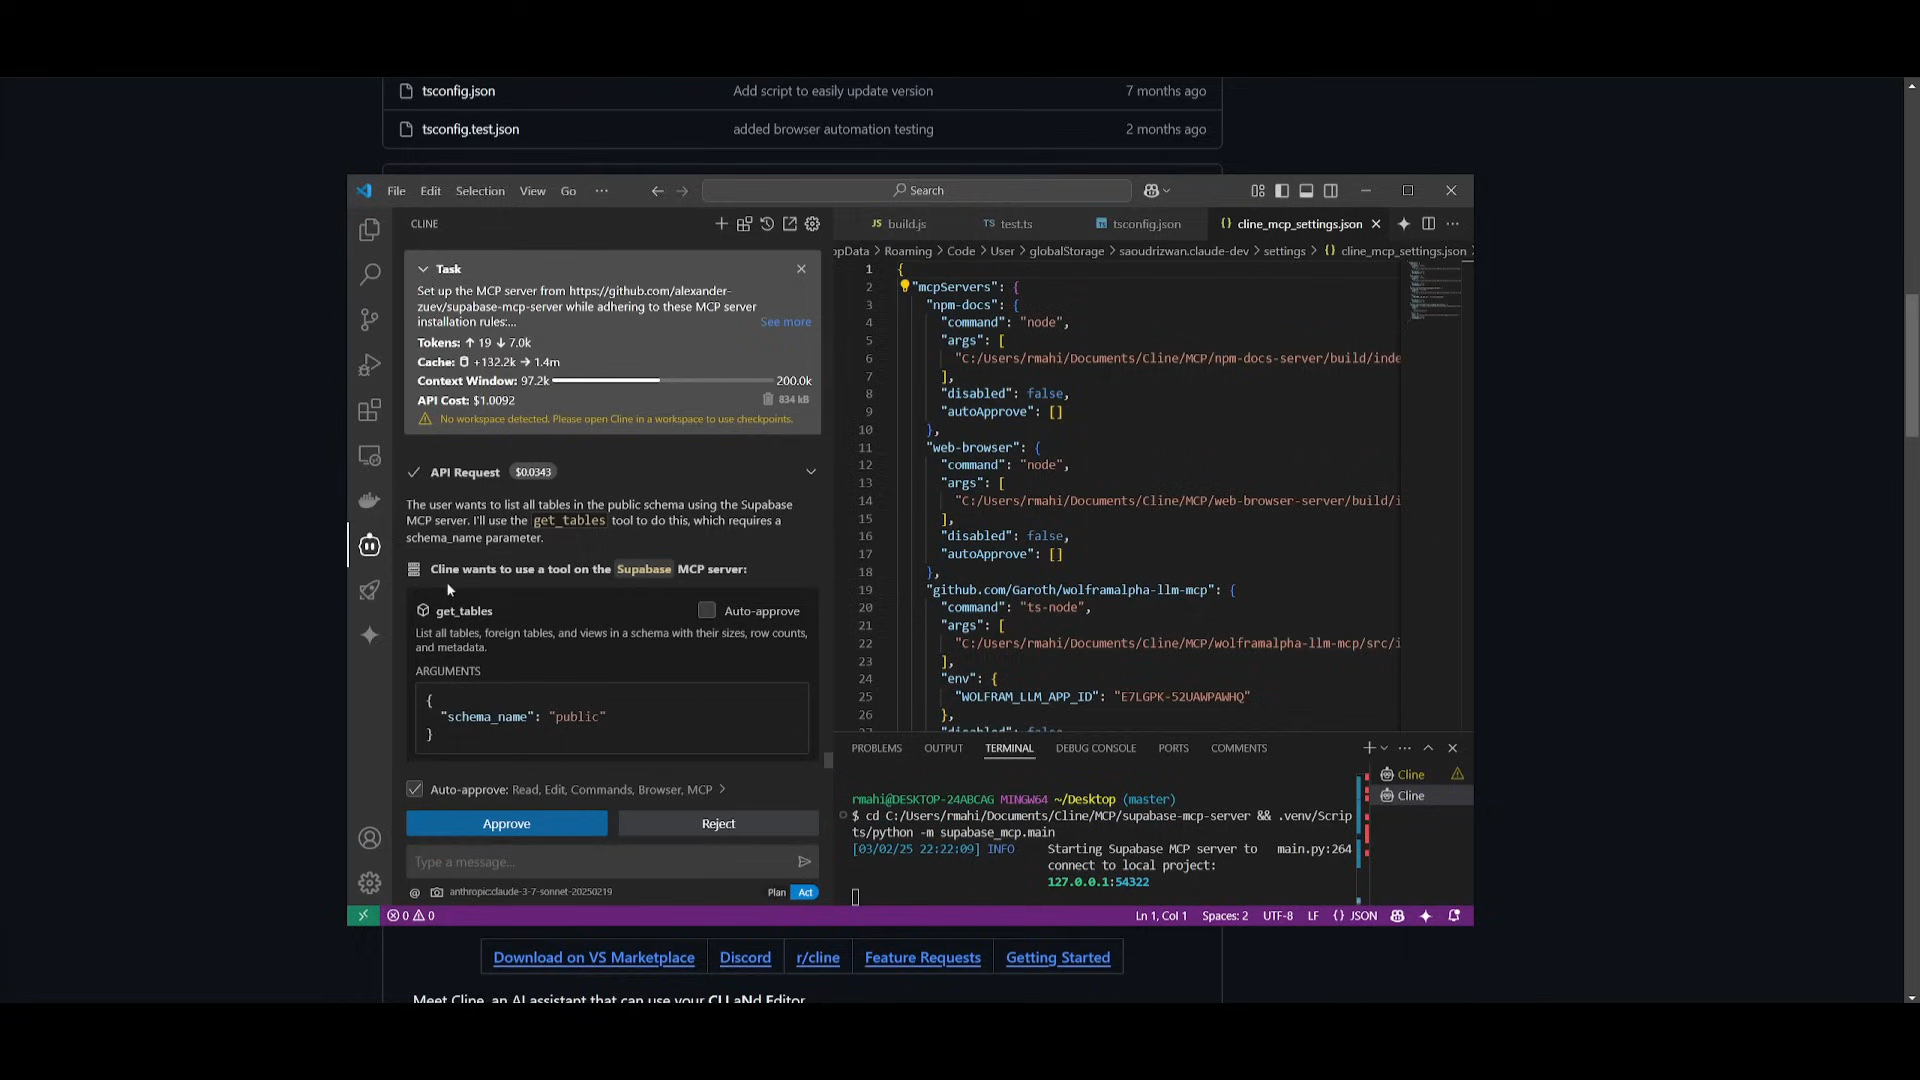 tsconfig.json Add script to easily update version 7 months ago
tsconfig.test.json added browser automation testing 2 months ago
File Edit Selection View Go ··· Search
CLINE
Task
Set up the MCP server from https://github.com/alexander-
zuev/supabase-mcp-server while adhering to these MCP server
installation rules:... See more
Tokens: ↑ 19 ↓ 7.0k
Cache: +132.2k → 1.4m
Context Window: 97.2k 200.0k
API Cost: $1.0092 834 kB
No workspace detected. Please open Cline in a workspace to use checkpoints.
API Request $0.0343
The user wants to list all tables in the public schema using the Supabase
MCP server. I'll use the get_tables tool to do this, which requires a
schema_name parameter.
Cline wants to use a tool on the Supabase MCP server:
get_tables Auto-approve
List all tables, foreign tables, and views in a schema with their sizes, row counts,
and metadata.
ARGUMENTS
{
"schema_name": "public"
}
Auto-approve: Read, Edit, Commands, Browser, MCP >
Approve Reject
Type a message...
@ anthropic:claude-3-7-sonnet-20250219 Plan Act
JS build.js TS test.ts tsconfig.json {} cline_mcp_settings.json
ppData > Roaming > Code > User > globalStorage > saoudrizwan.claude-dev > settings > {} cline_mcp_settings.json >
1 {
2 "mcpServers": {
3 "npm-docs": {
4 "command": "node",
5 "args": [
6 "C:/Users/rmahi/Documents/Cline/MCP/npm-docs-server/build/inde
7 ],
8 "disabled": false,
9 "autoApprove": []
10 },
11 "web-browser": {
12 "command": "node",
13 "args": [
14 "C:/Users/rmahi/Documents/Cline/MCP/web-browser-server/build/i
15 ],
16 "disabled": false,
17 "autoApprove": []
18 },
19 "github.com/Garoth/wolframalpha-llm-mcp": {
20 "command": "ts-node",
21 "args": [
22 "C:/Users/rmahi/Documents/Cline/MCP/wolframalpha-llm-mcp/src/i
23 ],
24 "env": {
25 "WOLFRAM_LLM_APP_ID": "E7LGPK-52UAWPAWHQ"
26 },
27 "disabled": false
PROBLEMS OUTPUT TERMINAL DEBUG CONSOLE PORTS COMMENTS
Cline
Cline
rmahi@DESKTOP-24ABCAG MINGW64 ~/Desktop (master)
$ cd C:/Users/rmahi/Documents/Cline/MCP/supabase-mcp-server && .venv/Scrip
ts/python -m supabase_mcp.main
[03/02/25 22:22:09] INFO Starting Supabase MCP server to main.py:264
connect to local project:
127.0.0.1:54322
0 0 Ln 1, Col 1 Spaces: 2 UTF-8 LF {} JSON
Download on VS Marketplace Discord r/cline Feature Requests Getting Started
Meet Cline, an AI assistant that can use your CLI aNd Editor